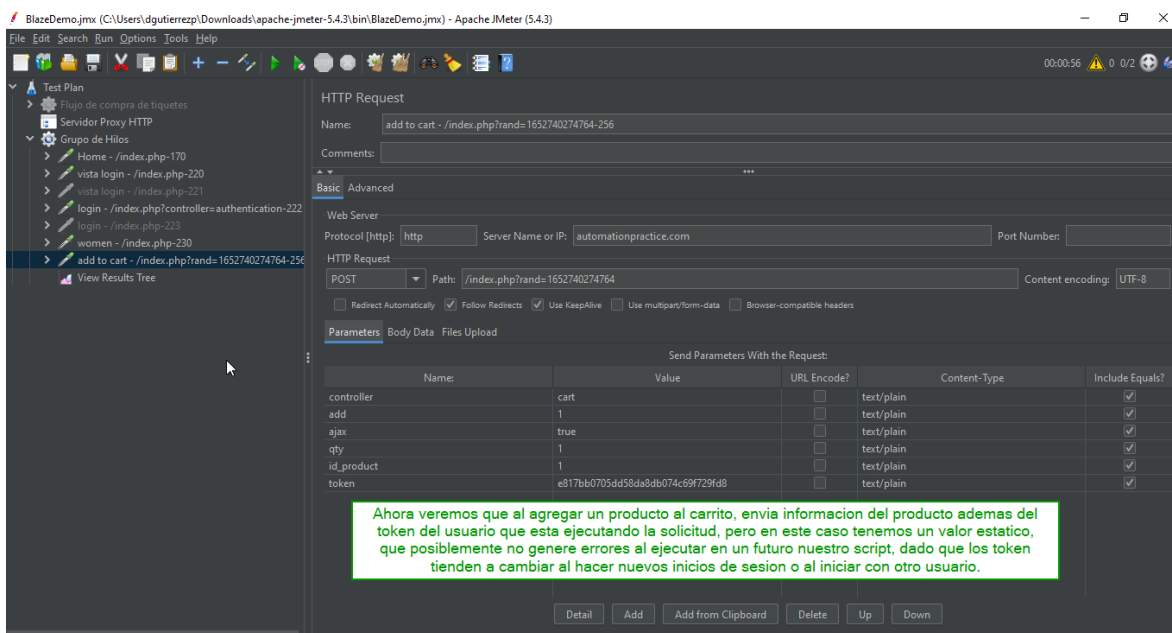 BlazeDemo.jmx (C:\Users\dgutierrezp\Downloads\apache-jmeter-5.4.3\bin\BlazeDemo.jmx) - Apache JMeter (5.4.3)
File Edit Search Run Options Tools Help
00:00:56 0 0/2
Test Plan
Flujo de compra de tiquetes
Servidor Proxy HTTP
Grupo de Hilos
Home - /index.php-170
vista login - /index.php-220
vista login - /index.php-221
login - /index.php?controller=authentication-222
login - /index.php-223
women - /index.php-230
add to cart - /index.php?rand=1652740274764-256
View Results Tree
HTTP Request
Name: add to cart - /index.php?rand=1652740274764-256
Comments:
Basic Advanced
Web Server
Protocol [http]: http Server Name or IP: automationpractice.com Port Number:
HTTP Request
POST Path: /index.php?rand=1652740274764 Content encoding: UTF-8
Redirect Automatically Follow Redirects Use KeepAlive Use multipart/form-data Browser-compatible headers
Parameters Body Data Files Upload
Send Parameters With the Request:
Name: Value URL Encode? Content-Type Include Equals?
controller cart text/plain
add 1 text/plain
ajax true text/plain
qty 1 text/plain
id_product 1 text/plain
token e817bb0705dd58da8db074c69f729fd8 text/plain
Ahora veremos que al agregar un producto al carrito, envia informacion del producto ademas del
token del usuario que esta ejecutando la solicitud, pero en este caso tenemos un valor estatico,
que posiblemente no genere errores al ejecutar en un futuro nuestro script, dado que los token
tienden a cambiar al hacer nuevos inicios de sesion o al iniciar con otro usuario.
Detail Add Add from Clipboard Delete Up Down